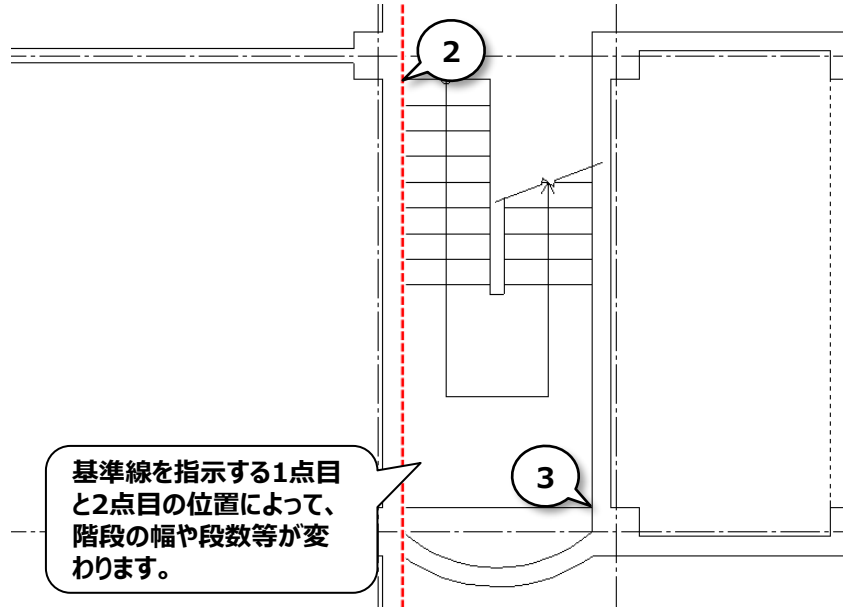 2
基準線を指示する1点目
と2点目の位置によって、
階段の幅や段数等が変
わります。
3